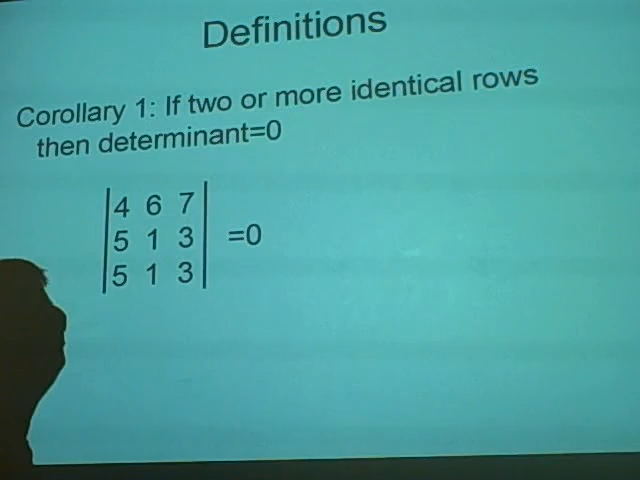 Definitions
Corollary 1: If two or more identical rows
then determinant=0
4 6 7
5 1 3 =0
5 1 3